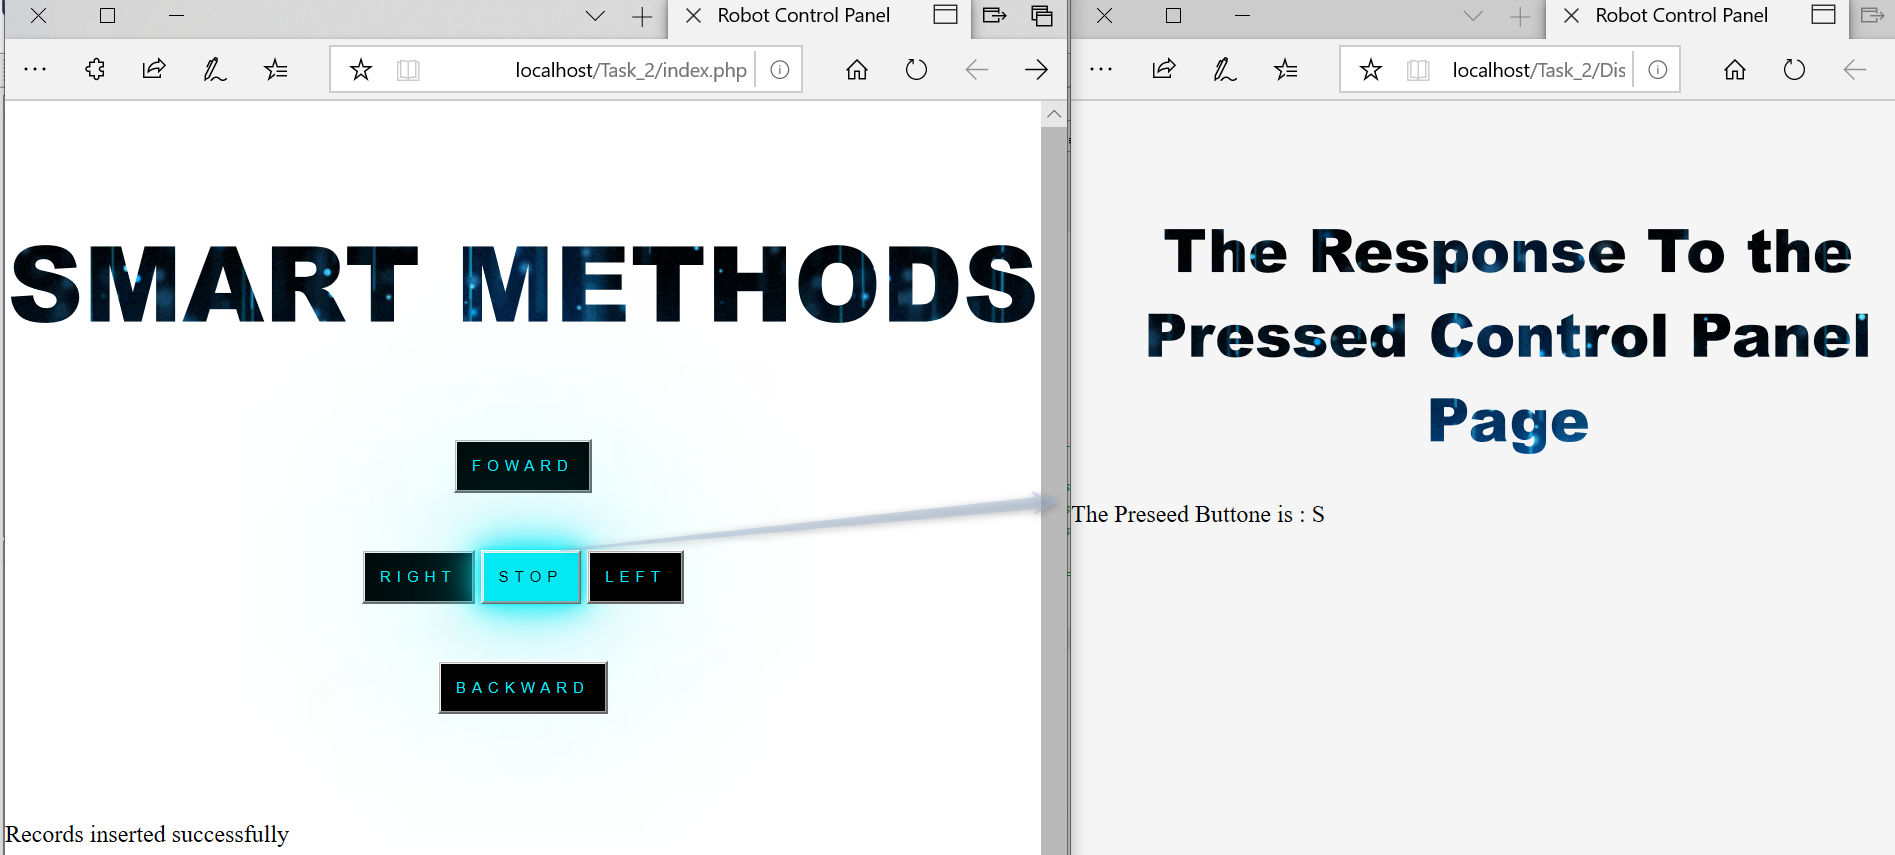 Robot Control Panel
localhost/Task_2/index.php
SMART METHODS
FOWARD
RIGHT
STOP
LEFT
BACKWARD
Records inserted successfully
Robot Control Panel
localhost/Task_2/Dis
The Response To the
Pressed Control Panel
Page
The Preseed Buttone is : S